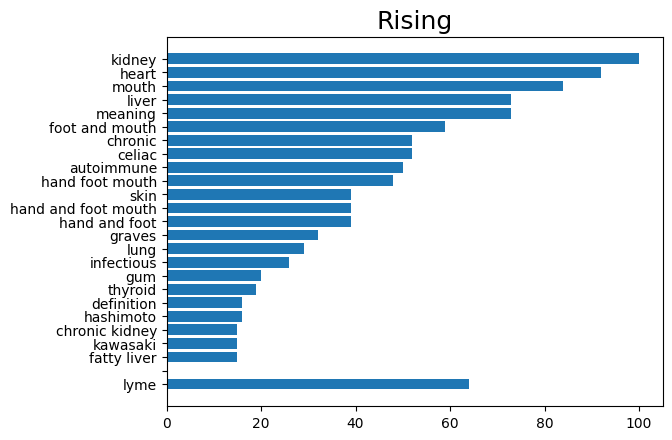 Rising
kidney
heart
mouth
liver
meaning
foot and mouth
chronic
celiac
autoimmune
hand foot mouth
skin
hand and foot mouth
hand and foot
graves
lung
infectious
gum
thyroid
definition
hashimoto
chronic kidney
kawasaki
fatty liver
lyme
0 20 40 60 80 100